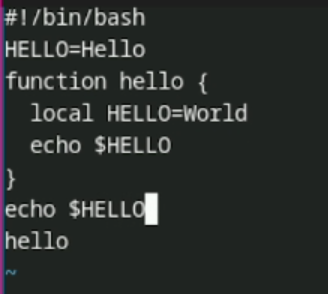 #!/bin/bash
HELLO=Hello
function hello {
  local HELLO=World
  echo $HELLO
}
echo $HELLO
hello
~